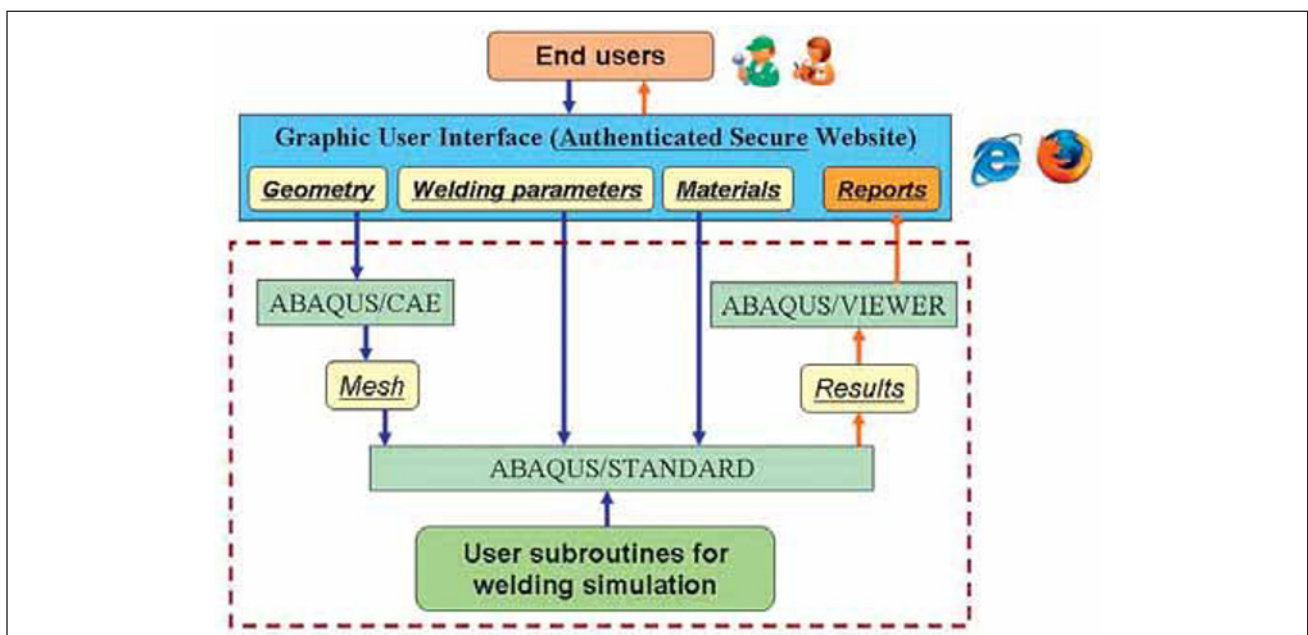 End users
Graphic User Interface (Authenticated Secure Website)
Geometry
Welding parameters
Materials
Reports
ABAQUS/CAE
ABAQUS/VIEWER
Mesh
Results
ABAQUS/STANDARD
User subroutines for
welding simulation